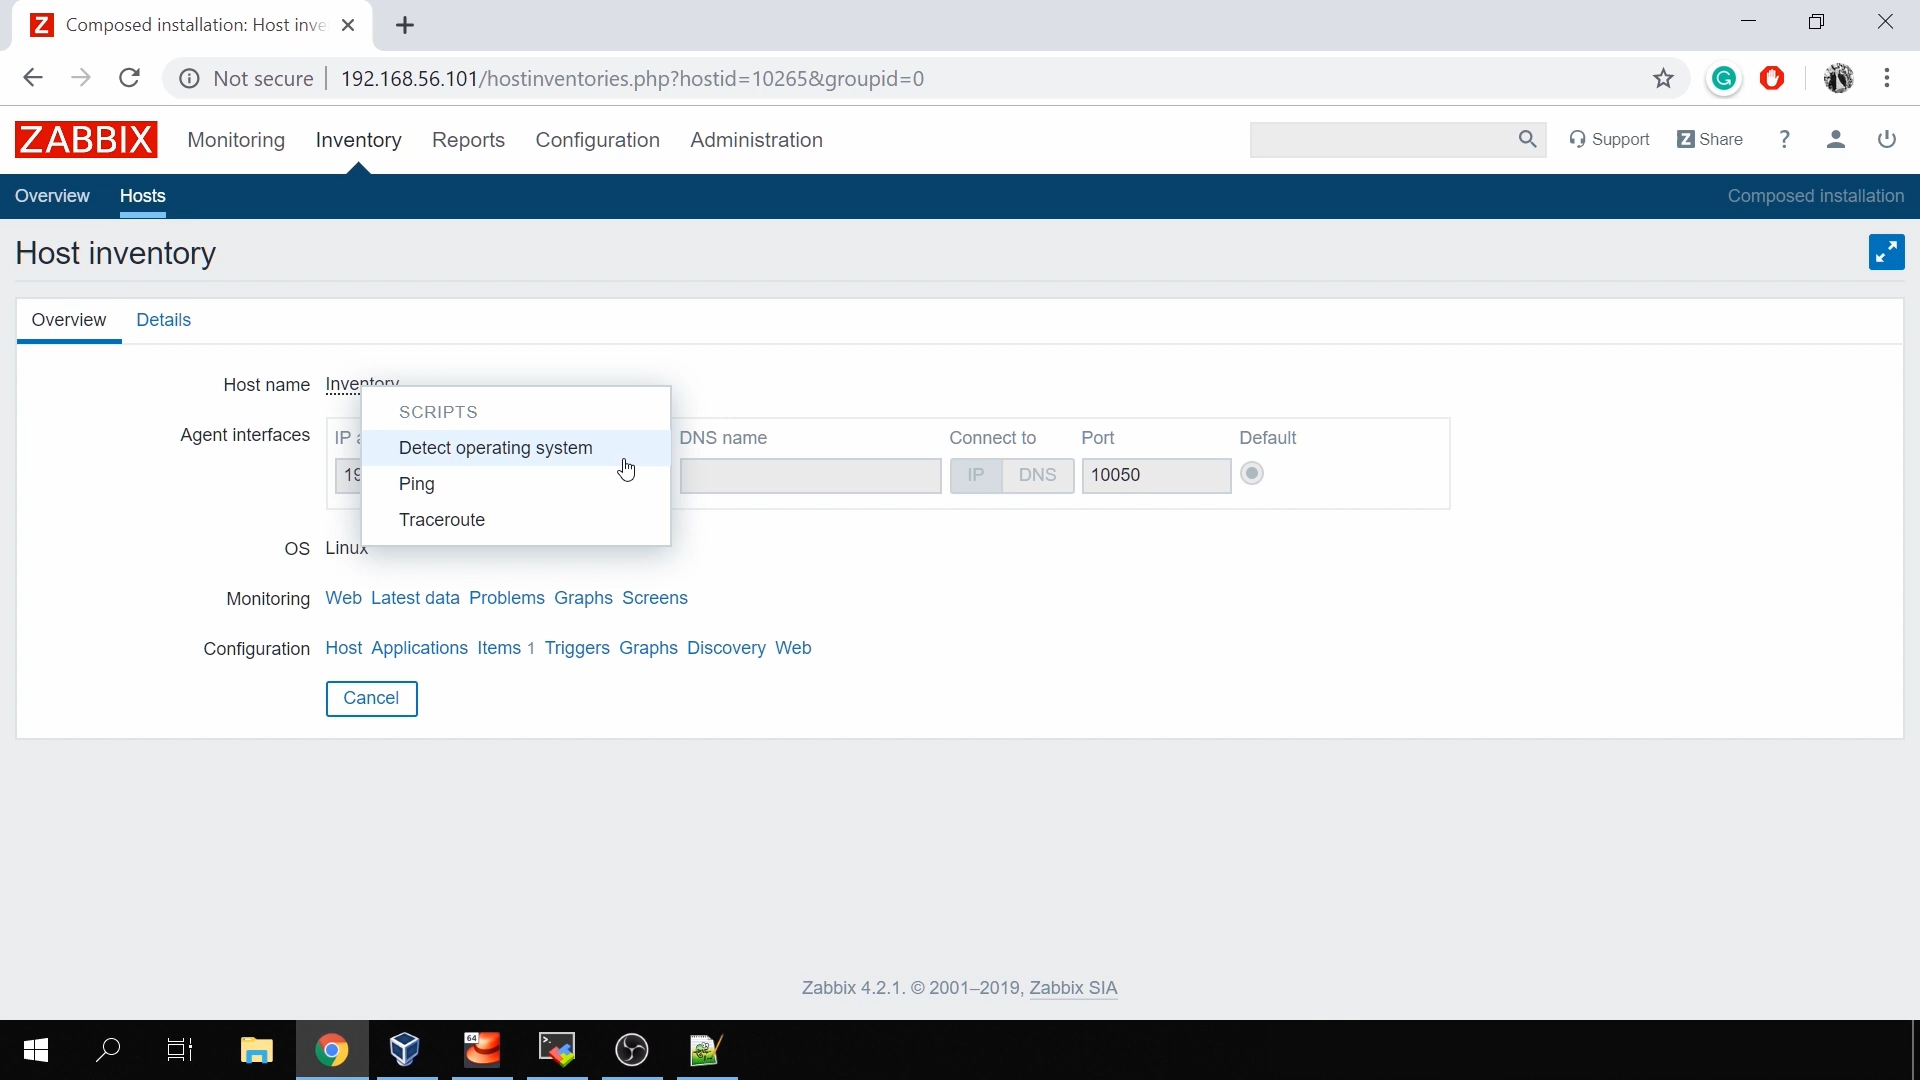 Z Composed installation: Host inve
Not secure 192.168.56.101/hostinventories.php?hostid=10265&groupid=0
ZABBIX Monitoring Inventory Reports Configuration Administration Support Z Share ?
Overview Hosts Composed installation
Host inventory
Overview Details
Host name Inventory
SCRIPTS
Agent interfaces IP DNS name Connect to Port Default
Detect operating system
19 IP DNS 10050
Ping
Traceroute
OS Linux
Monitoring Web Latest data Problems Graphs Screens
Configuration Host Applications Items 1 Triggers Graphs Discovery Web
Cancel
Zabbix 4.2.1. © 2001–2019, Zabbix SIA
64